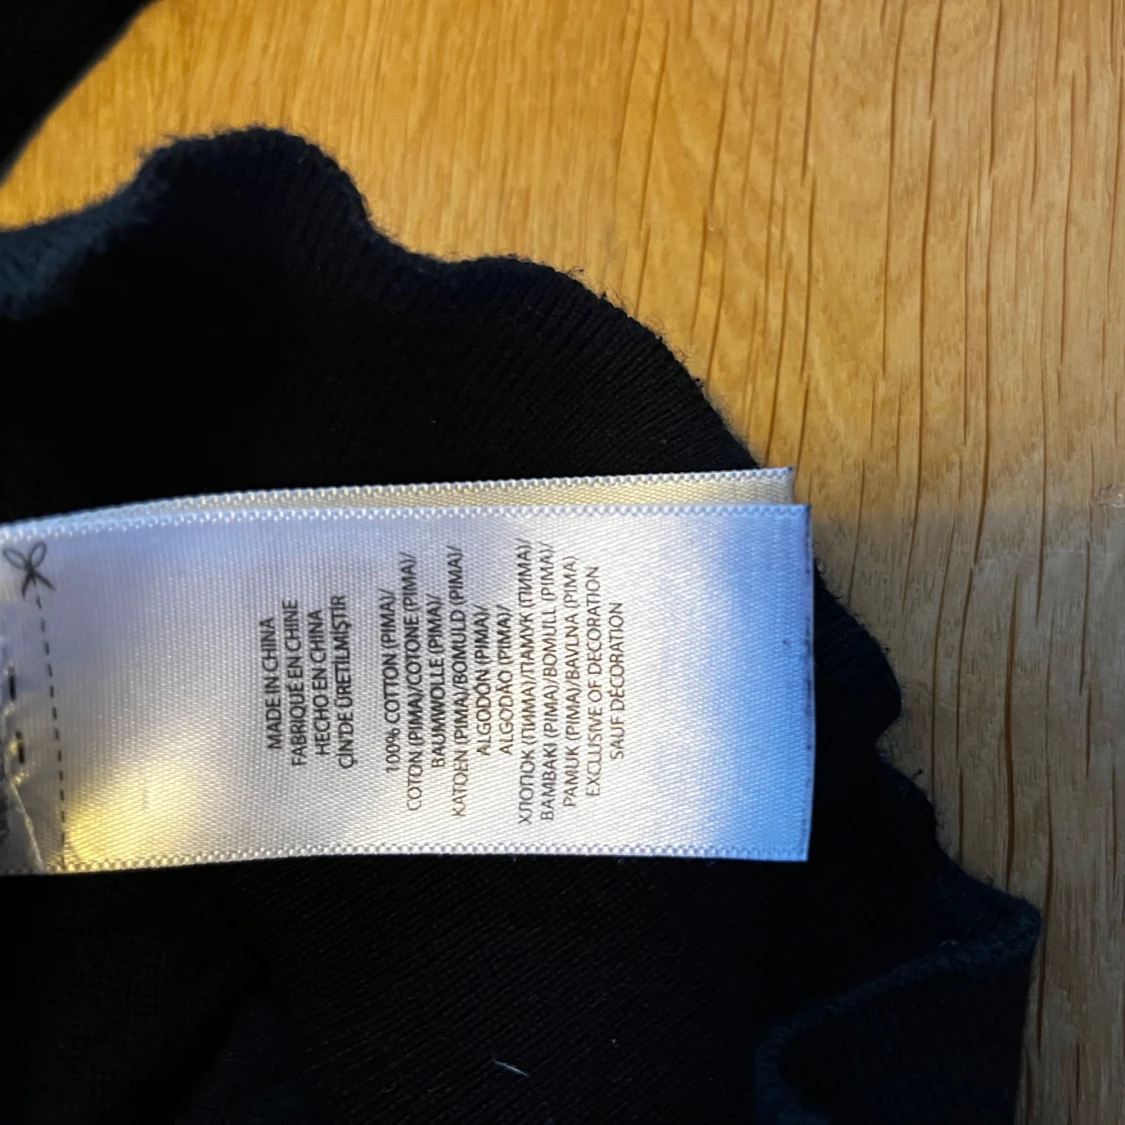 MADE IN CHINA
FABRIQUÉ EN CHINE
HECHO EN CHINA
ÇİN'DE ÜRETİLMİŞTİR
100% COTTON (PIMA)/
COTON (PIMA)/COTONE (PIMA)/
BAUMWOLLE (PIMA)/
KATOEN (PIMA)/BOMULD (PIMA)/
ALGODÓN (PIMA)/
ALGODÃO (PIMA)/
ХЛОПОК (ПИМА)/ПАМУК (ПИМА)/
BAMBAKI (PIMA)/BOMULL (PIMA)/
PAMUK (PIMA)/BAVLNA (PIMA)
EXCLUSIVE OF DECORATION
SAUF DÉCORATION